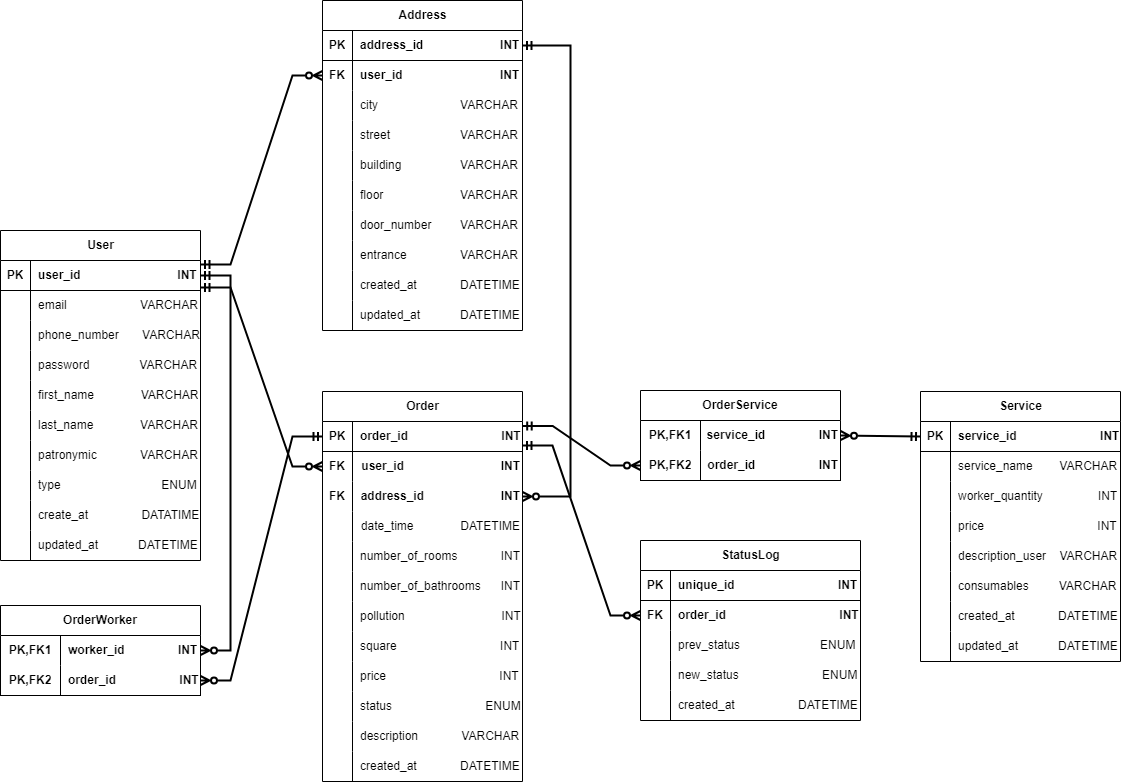 Address
PK address_id INT
FK user_id INT
city VARCHAR
street VARCHAR
building VARCHAR
floor VARCHAR
door_number VARCHAR
entrance VARCHAR
created_at DATETIME
updated_at DATETIME
User
PK user_id INT
email VARCHAR
phone_number VARCHAR
password VARCHAR
first_name VARCHAR
last_name VARCHAR
patronymic VARCHAR
type ENUM
create_at DATATIME
updated_at DATETIME
Order
PK order_id INT
FK user_id INT
FK address_id INT
date_time DATETIME
number_of_rooms INT
number_of_bathrooms INT
pollution INT
square INT
price INT
status ENUM
description VARCHAR
created_at DATETIME
OrderService
PK,FK1 service_id INT
PK,FK2 order_id INT
Service
PK service_id INT
service_name VARCHAR
worker_quantity INT
price INT
description_user VARCHAR
consumables VARCHAR
created_at DATETIME
updated_at DATETIME
StatusLog
PK unique_id INT
FK order_id INT
prev_status ENUM
new_status ENUM
created_at DATETIME
OrderWorker
PK,FK1 worker_id INT
PK,FK2 order_id INT